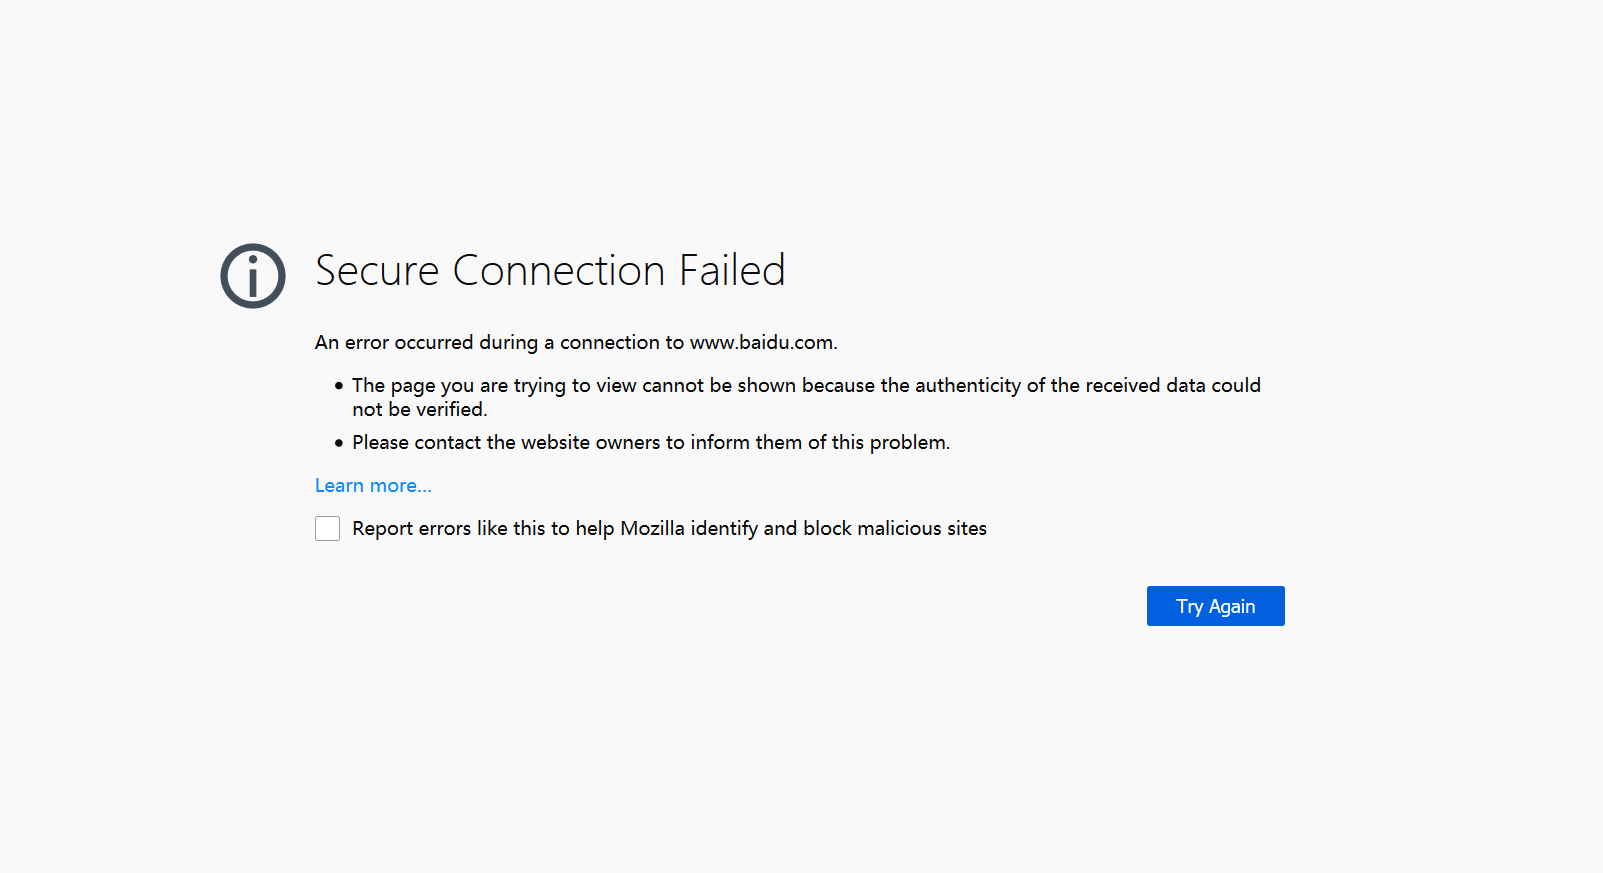 Secure Connection Failed
An error occurred during a connection to www.baidu.com.
• The page you are trying to view cannot be shown because the authenticity of the received data could
not be verified.
• Please contact the website owners to inform them of this problem.
Learn more...
Report errors like this to help Mozilla identify and block malicious sites
Try Again